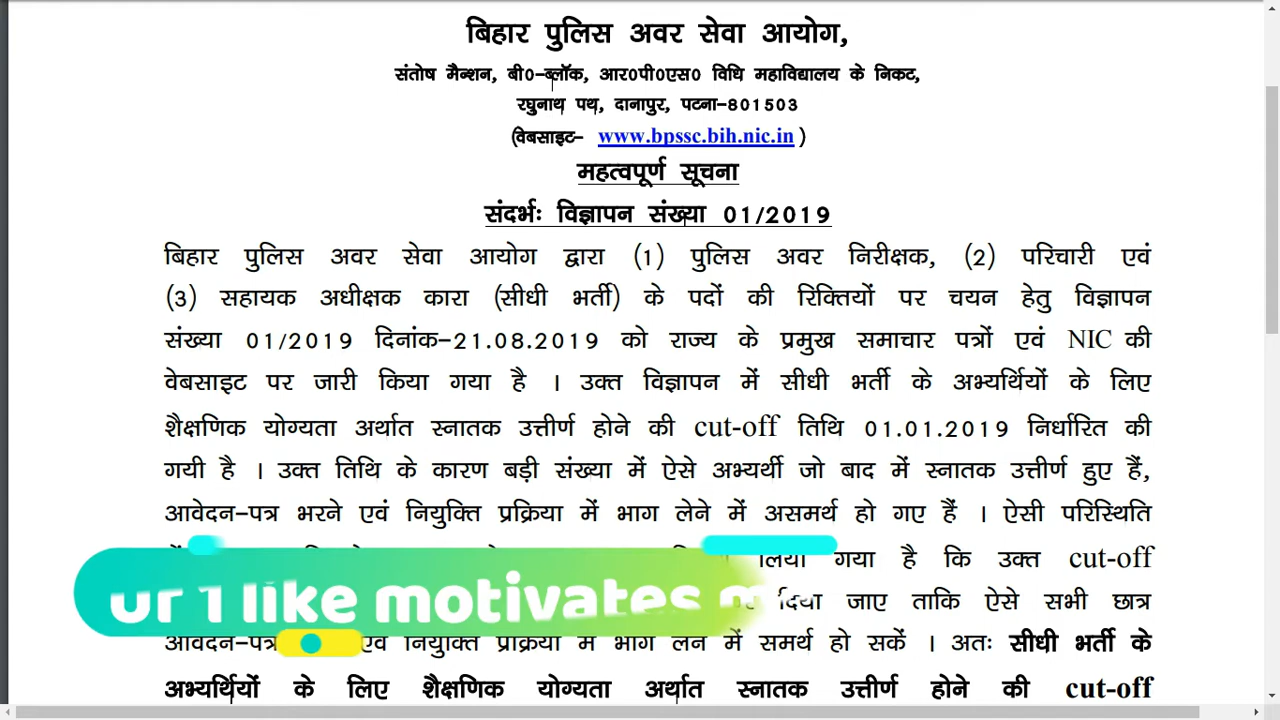 बिहार पुलिस अवर सेवा आयोग,
संतोष मैन्शन, बी०-ब्लॉक, आर०पी०एस० विधि महाविद्यालय के निकट,
रघुनाथ पथ, दानापुर, पटना-801503
(वेबसाइट- www.bpssc.bih.nic.in )
महत्वपूर्ण सूचना
संदर्भः विज्ञापन संख्या 01/2019
बिहार पुलिस अवर सेवा आयोग द्वारा (1) पुलिस अवर निरीक्षक, (2) परिचारी एवं
(3) सहायक अधीक्षक कारा (सीधी भर्ती) के पदों की रिक्तियों पर चयन हेतु विज्ञापन
संख्या 01/2019 दिनांक-21.08.2019 को राज्य के प्रमुख समाचार पत्रों एवं NIC की
वेबसाइट पर जारी किया गया है । उक्त विज्ञापन में सीधी भर्ती के अभ्यर्थियों के लिए
शैक्षणिक योग्यता अर्थात स्नातक उत्तीर्ण होने की cut-off तिथि 01.01.2019 निर्धारित की
गयी है । उक्त तिथि के कारण बड़ी संख्या में ऐसे अभ्यर्थी जो बाद में स्नातक उत्तीर्ण हुए हैं,
आवेदन-पत्र भरने एवं नियुक्ति प्रक्रिया में भाग लेने में असमर्थ हो गए हैं । ऐसी परिस्थिति
लिया गया है कि उक्त cut-off
like motivates
दिया जाए ताकि ऐसे सभी छात्र
आवेदन-पत्र एवं नियुक्ति प्रक्रिया में भाग लेने में समर्थ हो सकें । अतः सीधी भर्ती के
अभ्यर्थियों के लिए शैक्षणिक योग्यता अर्थात स्नातक उत्तीर्ण होने की cut-off